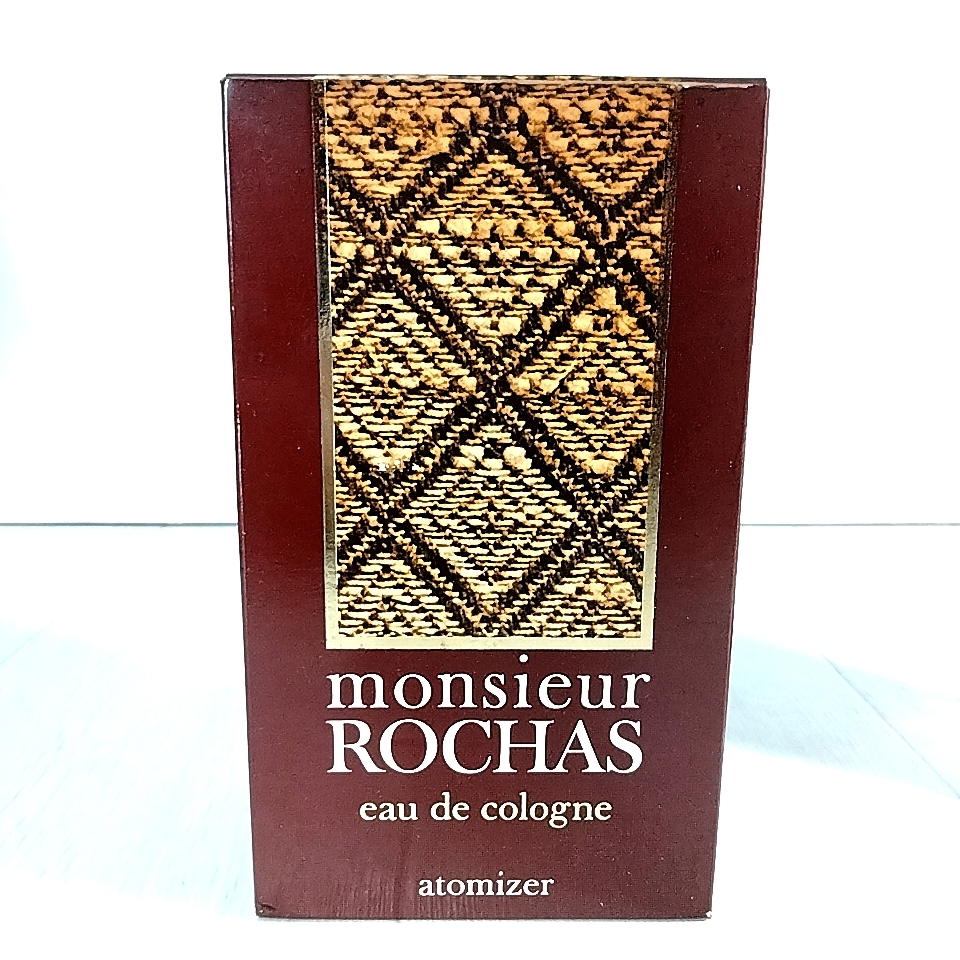 monsieur
ROCHAS
eau de cologne
atomizer